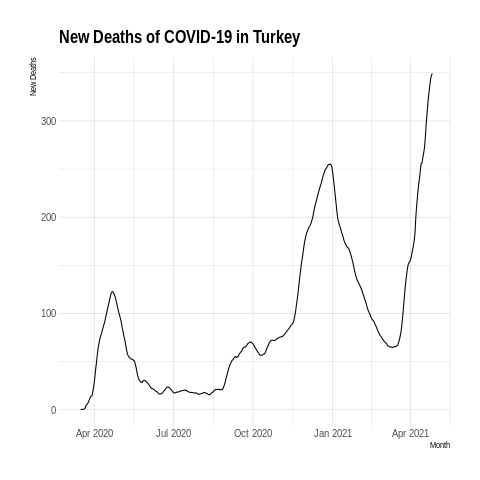 New Deaths of COVID-19 in Turkey
New Deaths
300
200
100
0
Apr 2020 Jul 2020 Oct 2020 Jan 2021 Apr 2021
Month